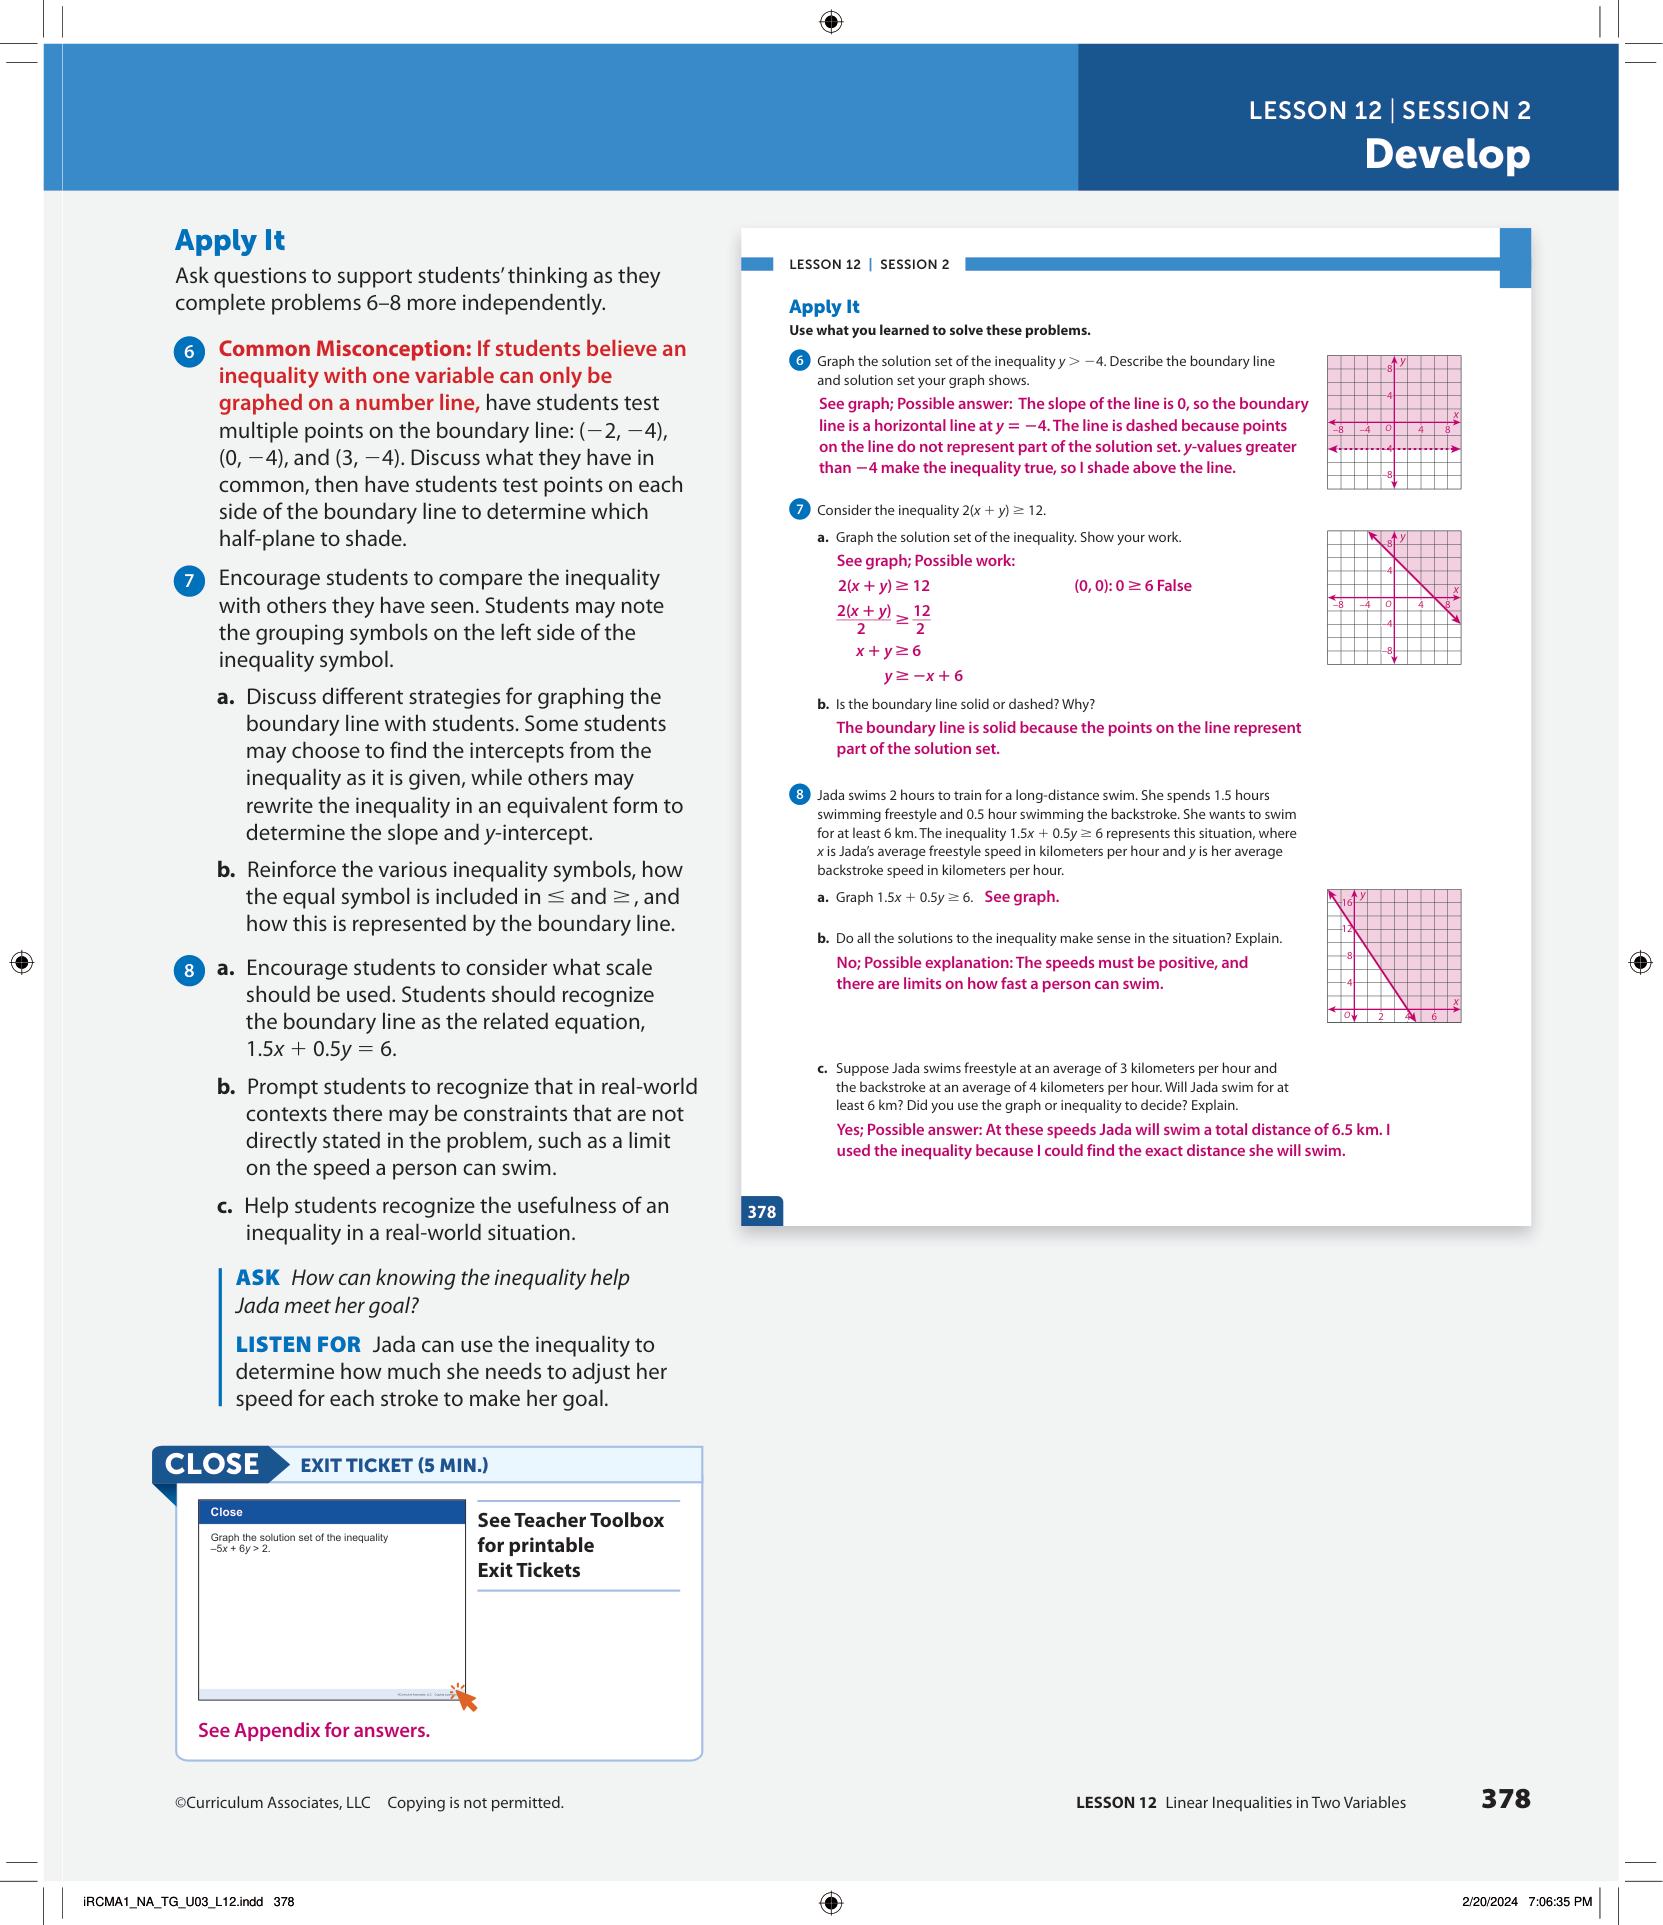 LESSON 12 | SESSION 2
Develop
Apply It
Ask questions to support students’ thinking as they
complete problems 6–8 more independently.
6 Common Misconception: If students believe an
inequality with one variable can only be
graphed on a number line, have students test
multiple points on the boundary line: (−2, −4),
(0, −4), and (3, −4). Discuss what they have in
common, then have students test points on each
side of the boundary line to determine which
half-plane to shade.
7 Encourage students to compare the inequality
with others they have seen. Students may note
the grouping symbols on the left side of the
inequality symbol.
a. Discuss different strategies for graphing the
boundary line with students. Some students
may choose to find the intercepts from the
inequality as it is given, while others may
rewrite the inequality in an equivalent form to
determine the slope and y-intercept.
b. Reinforce the various inequality symbols, how
the equal symbol is included in ≤ and ≥, and
how this is represented by the boundary line.
8 a. Encourage students to consider what scale
should be used. Students should recognize
the boundary line as the related equation,
1.5x + 0.5y = 6.
b. Prompt students to recognize that in real-world
contexts there may be constraints that are not
directly stated in the problem, such as a limit
on the speed a person can swim.
c. Help students recognize the usefulness of an
inequality in a real-world situation.
ASK How can knowing the inequality help
Jada meet her goal?
LISTEN FOR Jada can use the inequality to
determine how much she needs to adjust her
speed for each stroke to make her goal.
CLOSE EXIT TICKET (5 MIN.)
Close
Graph the solution set of the inequality
–5x + 6y > 2.
See Teacher Toolbox
for printable
Exit Tickets
See Appendix for answers.
LESSON 12 | SESSION 2
Apply It
Use what you learned to solve these problems.
6 Graph the solution set of the inequality y > −4. Describe the boundary line
and solution set your graph shows.
See graph; Possible answer: The slope of the line is 0, so the boundary
line is a horizontal line at y = −4. The line is dashed because points
on the line do not represent part of the solution set. y-values greater
than −4 make the inequality true, so I shade above the line.
y
8
4
x
–8 –4 O 4 8
–4
–8
7 Consider the inequality 2(x + y) ≥ 12.
a. Graph the solution set of the inequality. Show your work.
See graph; Possible work:
2(x + y) ≥ 12 (0, 0): 0 ≥ 6 False
2(x + y)/2 ≥ 12/2
x + y ≥ 6
y ≥ −x + 6
y
8
4
x
–8 –4 O 4 8
–4
–8
b. Is the boundary line solid or dashed? Why?
The boundary line is solid because the points on the line represent
part of the solution set.
8 Jada swims 2 hours to train for a long-distance swim. She spends 1.5 hours
swimming freestyle and 0.5 hour swimming the backstroke. She wants to swim
for at least 6 km. The inequality 1.5x + 0.5y ≥ 6 represents this situation, where
x is Jada’s average freestyle speed in kilometers per hour and y is her average
backstroke speed in kilometers per hour.
a. Graph 1.5x + 0.5y ≥ 6. See graph.
y
16
12
8
4
x
O 2 4 6
b. Do all the solutions to the inequality make sense in the situation? Explain.
No; Possible explanation: The speeds must be positive, and
there are limits on how fast a person can swim.
c. Suppose Jada swims freestyle at an average of 3 kilometers per hour and
the backstroke at an average of 4 kilometers per hour. Will Jada swim for at
least 6 km? Did you use the graph or inequality to decide? Explain.
Yes; Possible answer: At these speeds Jada will swim a total distance of 6.5 km. I
used the inequality because I could find the exact distance she will swim.
378
©Curriculum Associates, LLC Copying is not permitted.
LESSON 12 Linear Inequalities in Two Variables 378
iRCMA1_NA_TG_U03_L12.indd 378
2/20/2024 7:06:35 PM